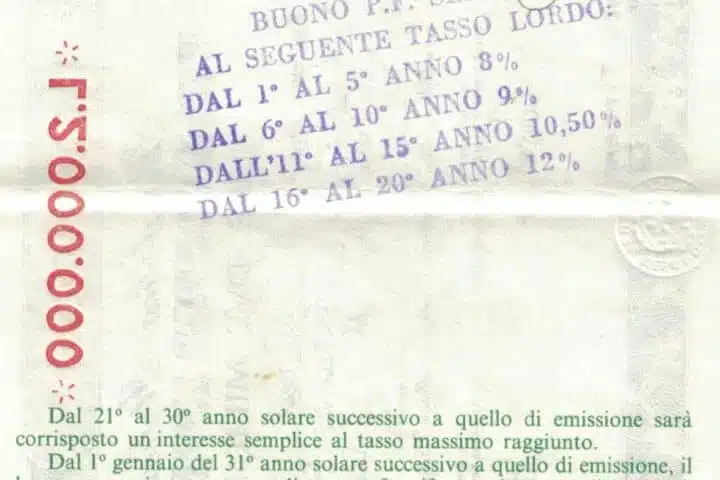 BUONO P.F.
AL SEGUENTE TASSO LORDO:
DAL 1° AL 5° ANNO 8%
DAL 6° AL 10° ANNO 9%
DALL'11° AL 15° ANNO 10,50%
DAL 16° AL 20° ANNO 12%
L.2.000.000
Dal 21° al 30° anno solare successivo a quello di emissione sarà
corrisposto un interesse semplice al tasso massimo raggiunto.
Dal 1° gennaio del 31° anno solare successivo a quello di emissione, il